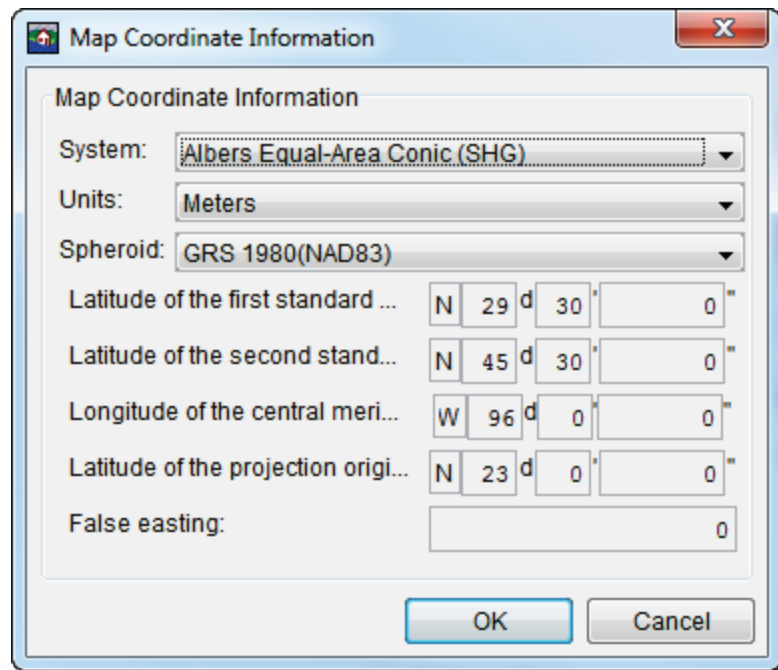 Map Coordinate Information
Map Coordinate Information
System: Albers Equal-Area Conic (SHG)
Units: Meters
Spheroid: GRS 1980(NAD83)
Latitude of the first standard ... N 29 d 30 ' 0 "
Latitude of the second stand... N 45 d 30 ' 0 "
Longitude of the central meri... W 96 d 0 ' 0 "
Latitude of the projection origi... N 23 d 0 ' 0 "
False easting: 0
OK Cancel